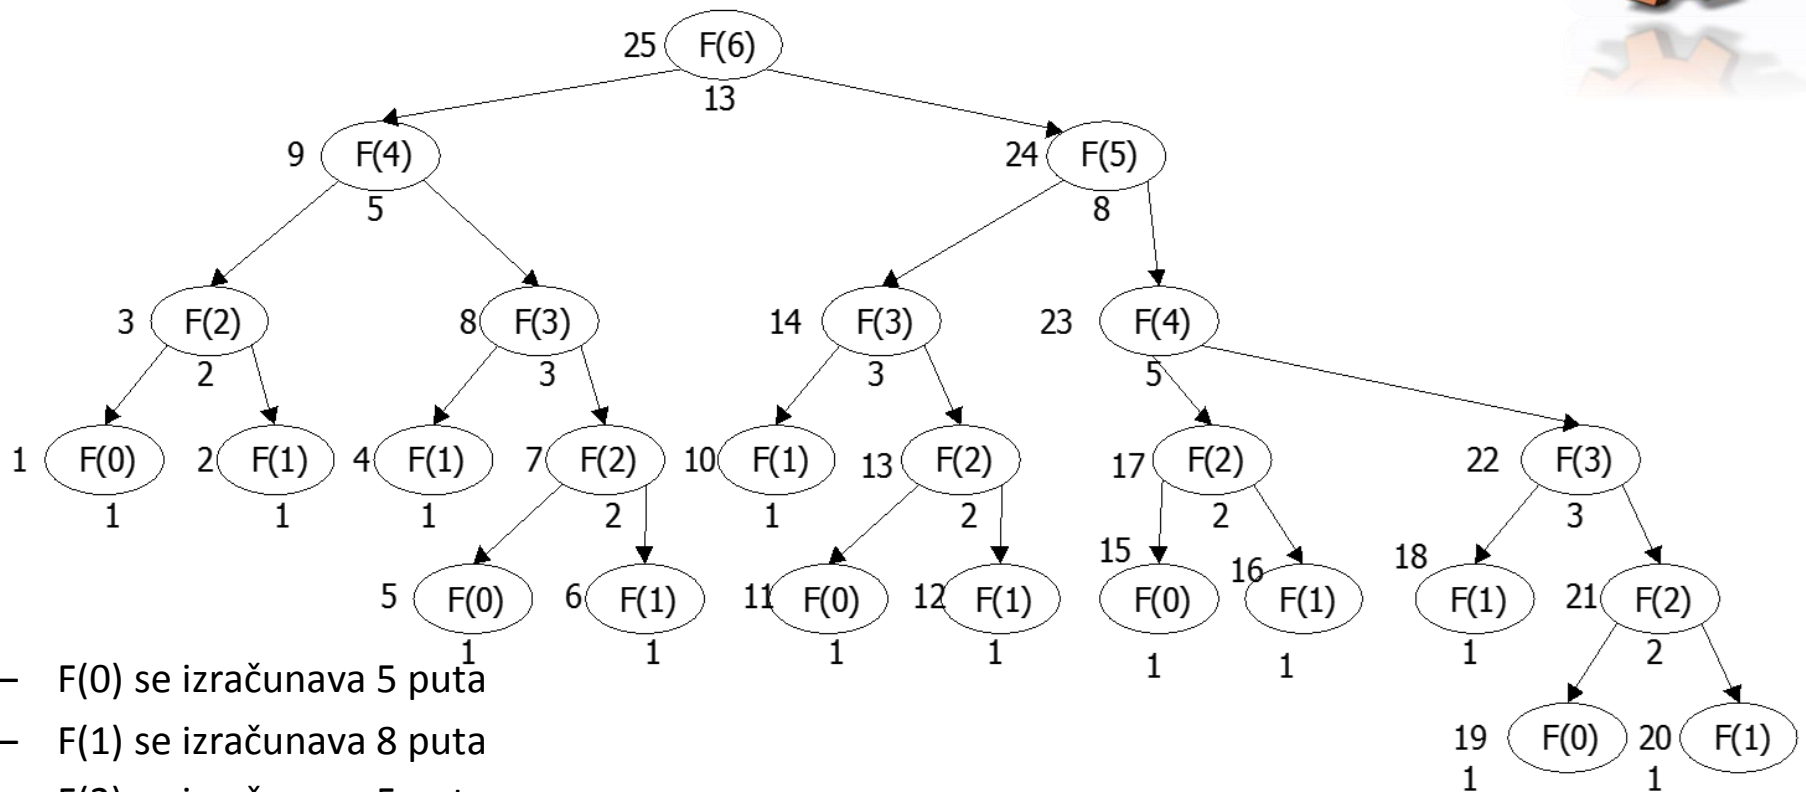 25 F(6)
13
9 F(4) 24 F(5)
5 8
3 F(2) 8 F(3) 14 F(3) 23 F(4)
2 3 3 5
1 F(0) 2 F(1) 4 F(1) 7 F(2) 10 F(1) 13 F(2) 17 F(2) 22 F(3)
1 1 1 2 1 2 2 3
5 F(0) 6 F(1) 11 F(0) 12 F(1) 15 F(0) 16 F(1) 18 F(1) 21 F(2)
1 1 1 1 1 1 1 2
– F(0) se izračunava 5 puta
– F(1) se izračunava 8 puta
19 F(0) 20 F(1)
1 1